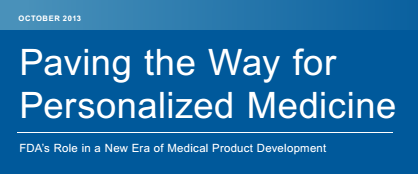 OCTOBER 2013
Paving the Way for
Personalized Medicine
FDA's Role in a New Era of Medical Product Development